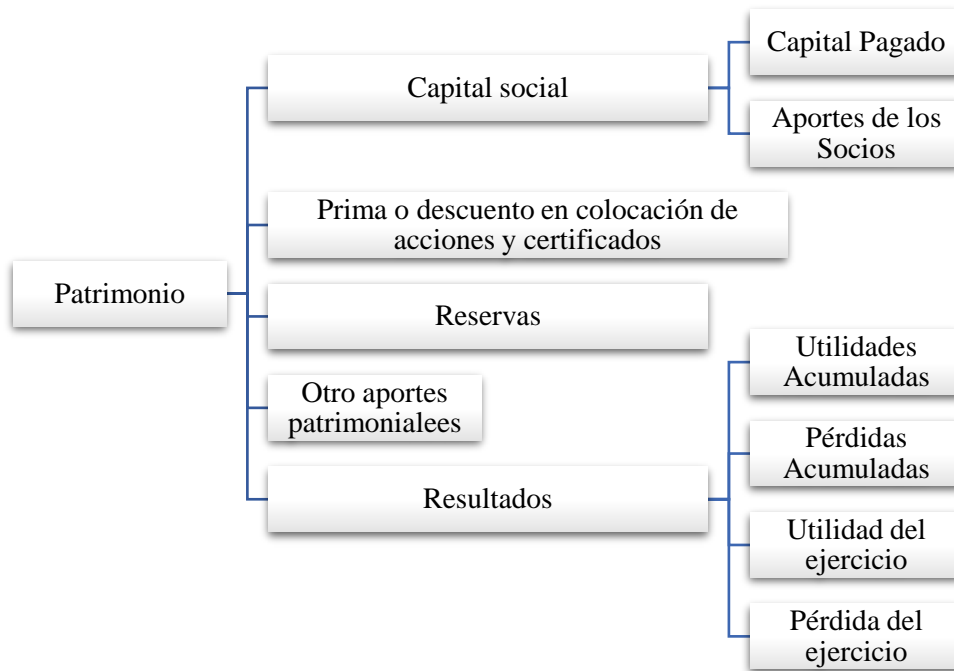 Patrimonio
Capital social
Capital Pagado
Aportes de los
Socios
Prima o descuento en colocación de
acciones y certificados
Reservas
Otro aportes
patrimonialees
Resultados
Utilidades
Acumuladas
Pérdidas
Acumuladas
Utilidad del
ejercicio
Pérdida del
ejercicio